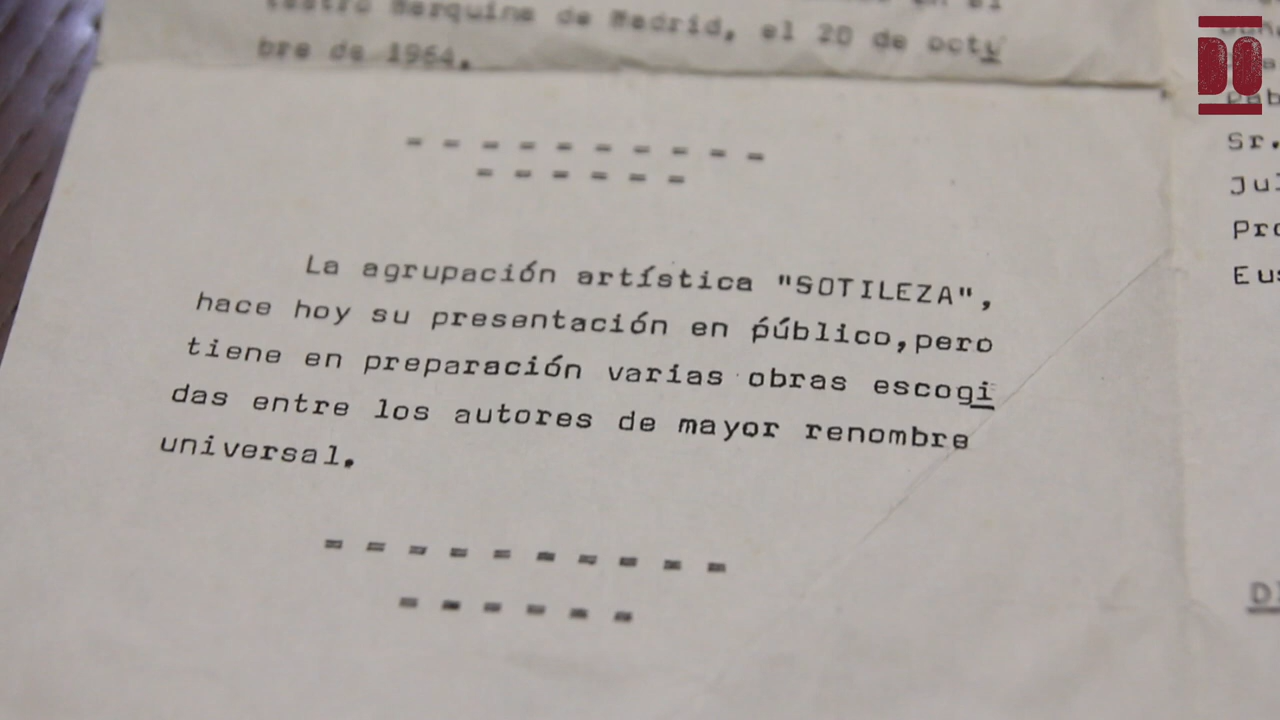 teatro Marquina de Madrid, el 20 de octu
bre de 1964.
La agrupación artística "SOTILEZA",
hace hoy su presentación en público,pero
tiene en preparación varias obras escogi
das entre los autores de mayor renombre
universal.
DO
Sr.
Jul
Pro
Eus